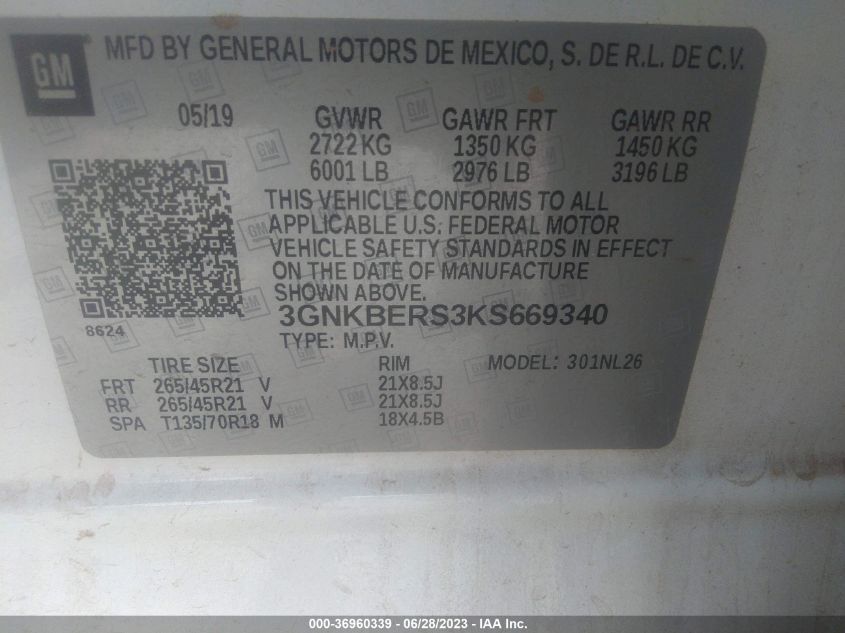 GM
MFD BY GENERAL MOTORS DE MEXICO, S. DE R.L. DE C.V.
05/19 GVWR GAWR FRT GAWR RR
2722 KG 1350 KG 1450 KG
6001 LB 2976 LB 3196 LB
THIS VEHICLE CONFORMS TO ALL
APPLICABLE U.S. FEDERAL MOTOR
VEHICLE SAFETY STANDARDS IN EFFECT
ON THE DATE OF MANUFACTURE
SHOWN ABOVE.
3GNKBERS3KS669340
8624
TYPE: M.P.V.
TIRE SIZE RIM MODEL: 301NL26
FRT 265/45R21 V 21X8.5J
RR 265/45R21 V 21X8.5J
SPA T135/70R18 M 18X4.5B
000-36960339 - 06/28/2023 - IAA Inc.